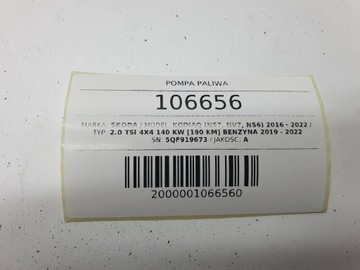 POMPA PALIWA
106656
MARKA: SKODA / MODEL: KODIAQ (NS7, NV7, NS6) 2016 - 2022 /
TYP: 2.0 TSI 4X4 140 KW [190 KM] BENZYNA 2019 - 2022
SN: 5QF919673 / JAKOŚĆ: A
2000001066560